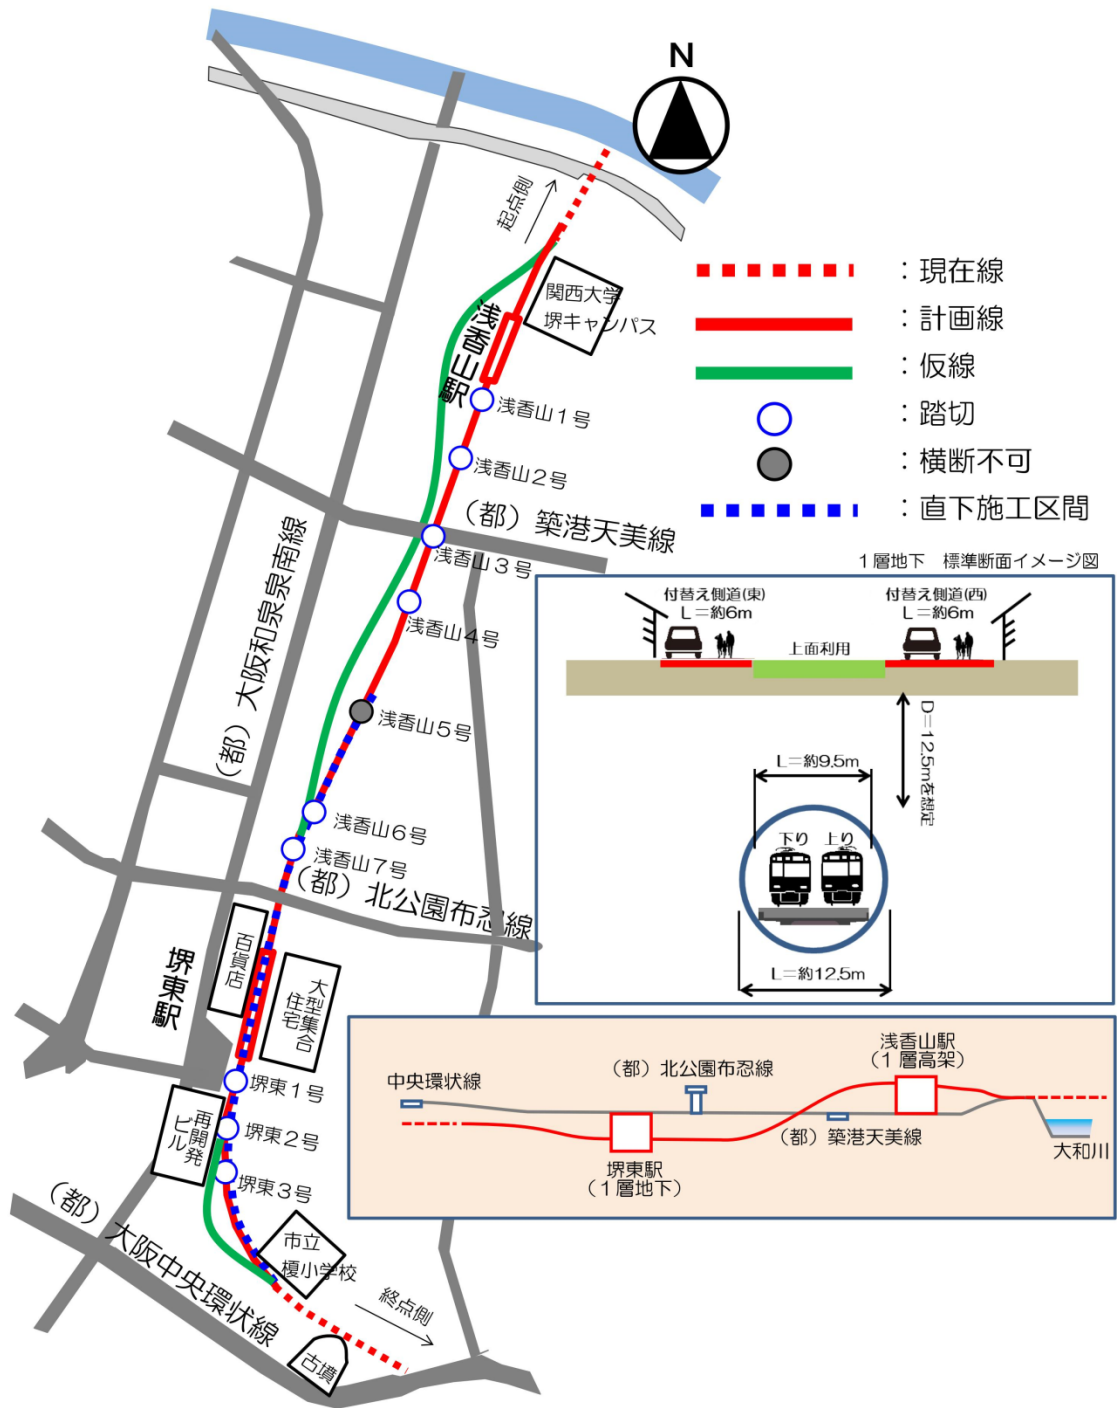 N
起点側
関西大学
堺キャンパス
浅香山駅
浅香山1号
浅香山2号
(都)築港天美線
浅香山3号
浅香山4号
(都)大阪和泉泉南線
浅香山5号
浅香山6号
浅香山7号
(都)北公園布忍線
百貨店
大型集合
住宅
堺東駅
堺東1号
再開発
ビル
堺東2号
堺東3号
(都)大阪中央環状線
市立
榎小学校
終点側
古墳
:現在線
:計画線
:仮線
:踏切
:横断不可
:直下施工区間
1層地下 標準断面イメージ図
付替え側道(東)
L=約6m
付替え側道(西)
L=約6m
上面利用
D=12.5mを想定
L=約9.5m
下り 上り
L=約12.5m
浅香山駅
(1層高架)
(都)北公園布忍線
中央環状線
(都)築港天美線
大和川
堺東駅
(1層地下)